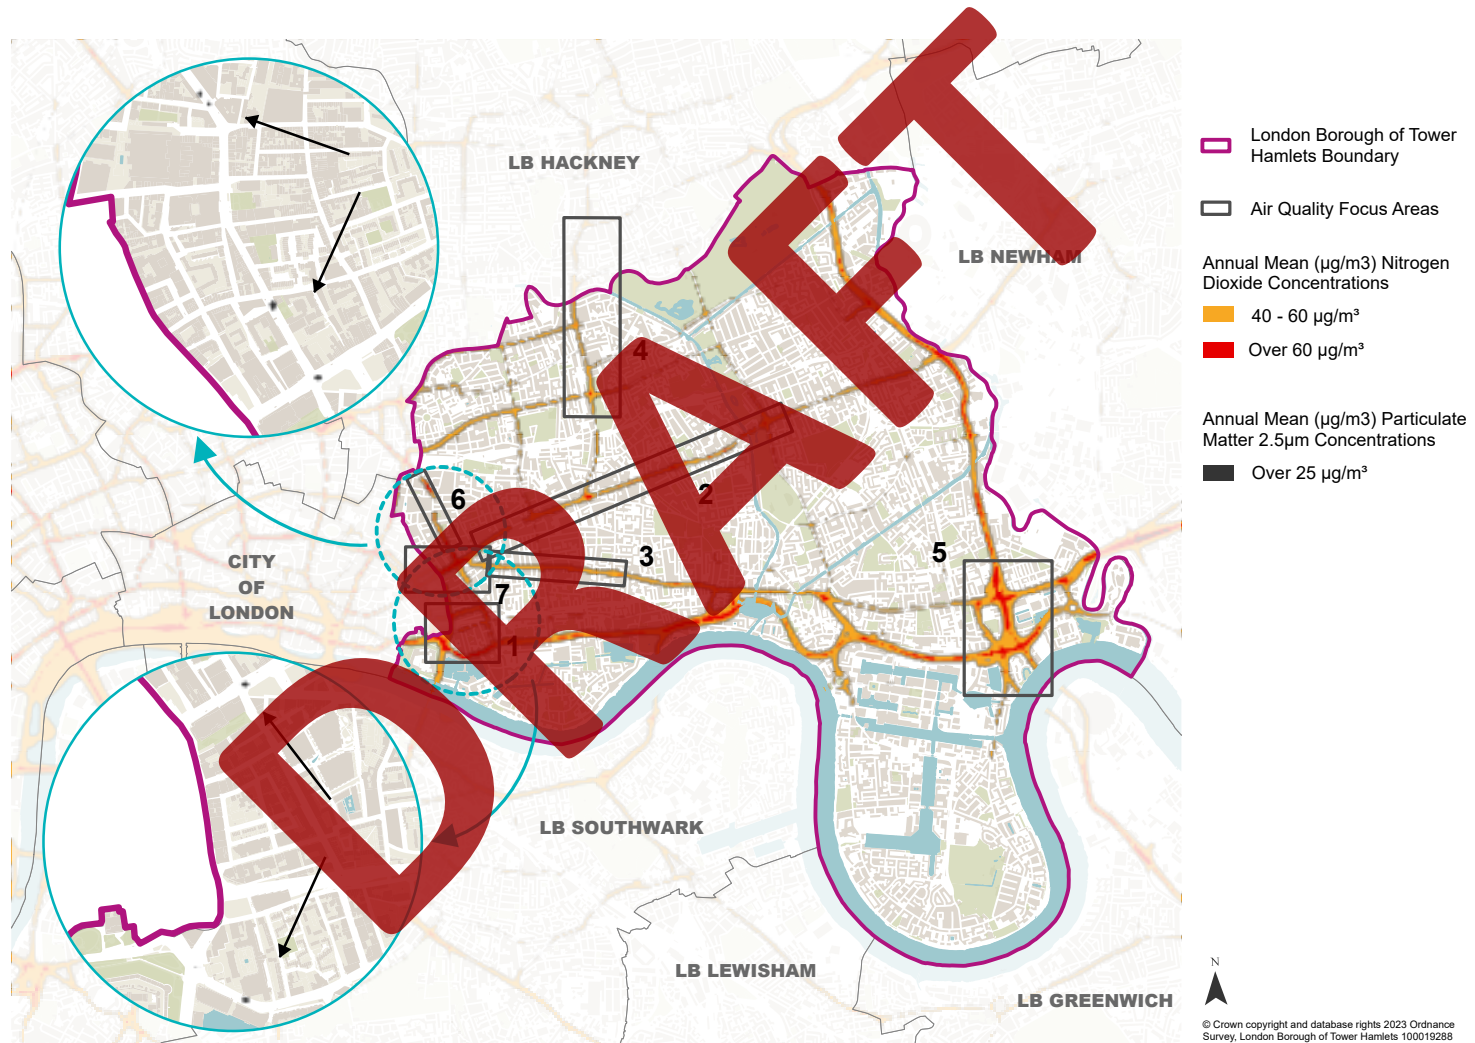 LB HACKNEY
LB NEWHAM
4
2
6
3
5
7
1
CITY
OF
LONDON
LB SOUTHWARK
LB LEWISHAM
LB GREENWICH
DRAFT
London Borough of Tower
Hamlets Boundary
Air Quality Focus Areas
Annual Mean (µg/m3) Nitrogen
Dioxide Concentrations
40 - 60 µg/m³
Over 60 µg/m³
Annual Mean (µg/m3) Particulate
Matter 2.5µm Concentrations
Over 25 µg/m³
N
© Crown copyright and database rights 2023 Ordnance
Survey, London Borough of Tower Hamlets 100019288